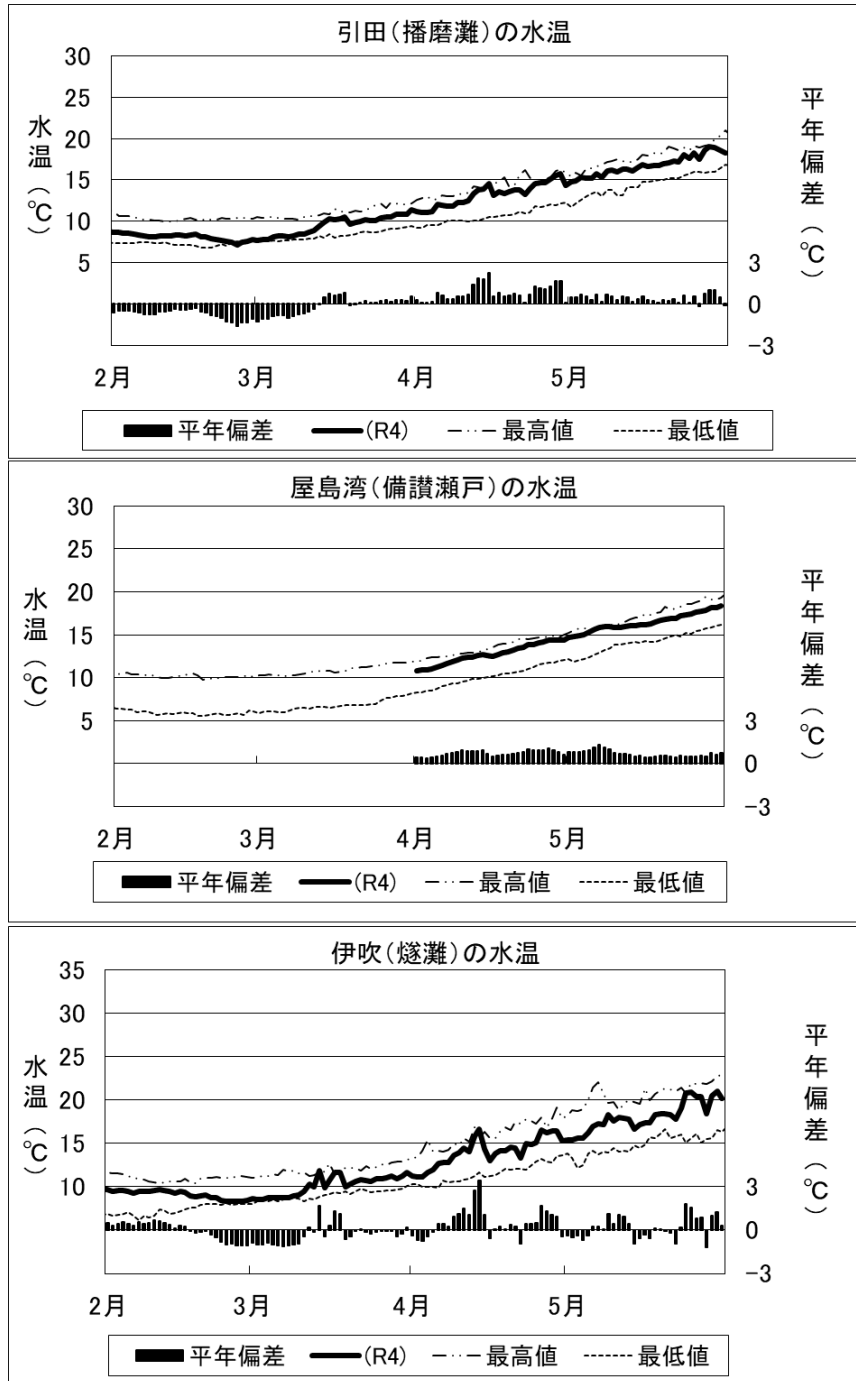 引田（播磨灘）の水温
30
25
20
15
10
5
水温（℃）
平年偏差（℃）
3
0
−3
2月 3月 4月 5月
平年偏差 (R4) 最高値 最低値
屋島湾（備讃瀬戸）の水温
30
25
20
15
10
5
水温（℃）
平年偏差（℃）
3
0
−3
2月 3月 4月 5月
平年偏差 (R4) 最高値 最低値
伊吹（燧灘）の水温
35
30
25
20
15
10
水温（℃）
平年偏差（℃）
3
0
−3
2月 3月 4月 5月
平年偏差 (R4) 最高値 最低値